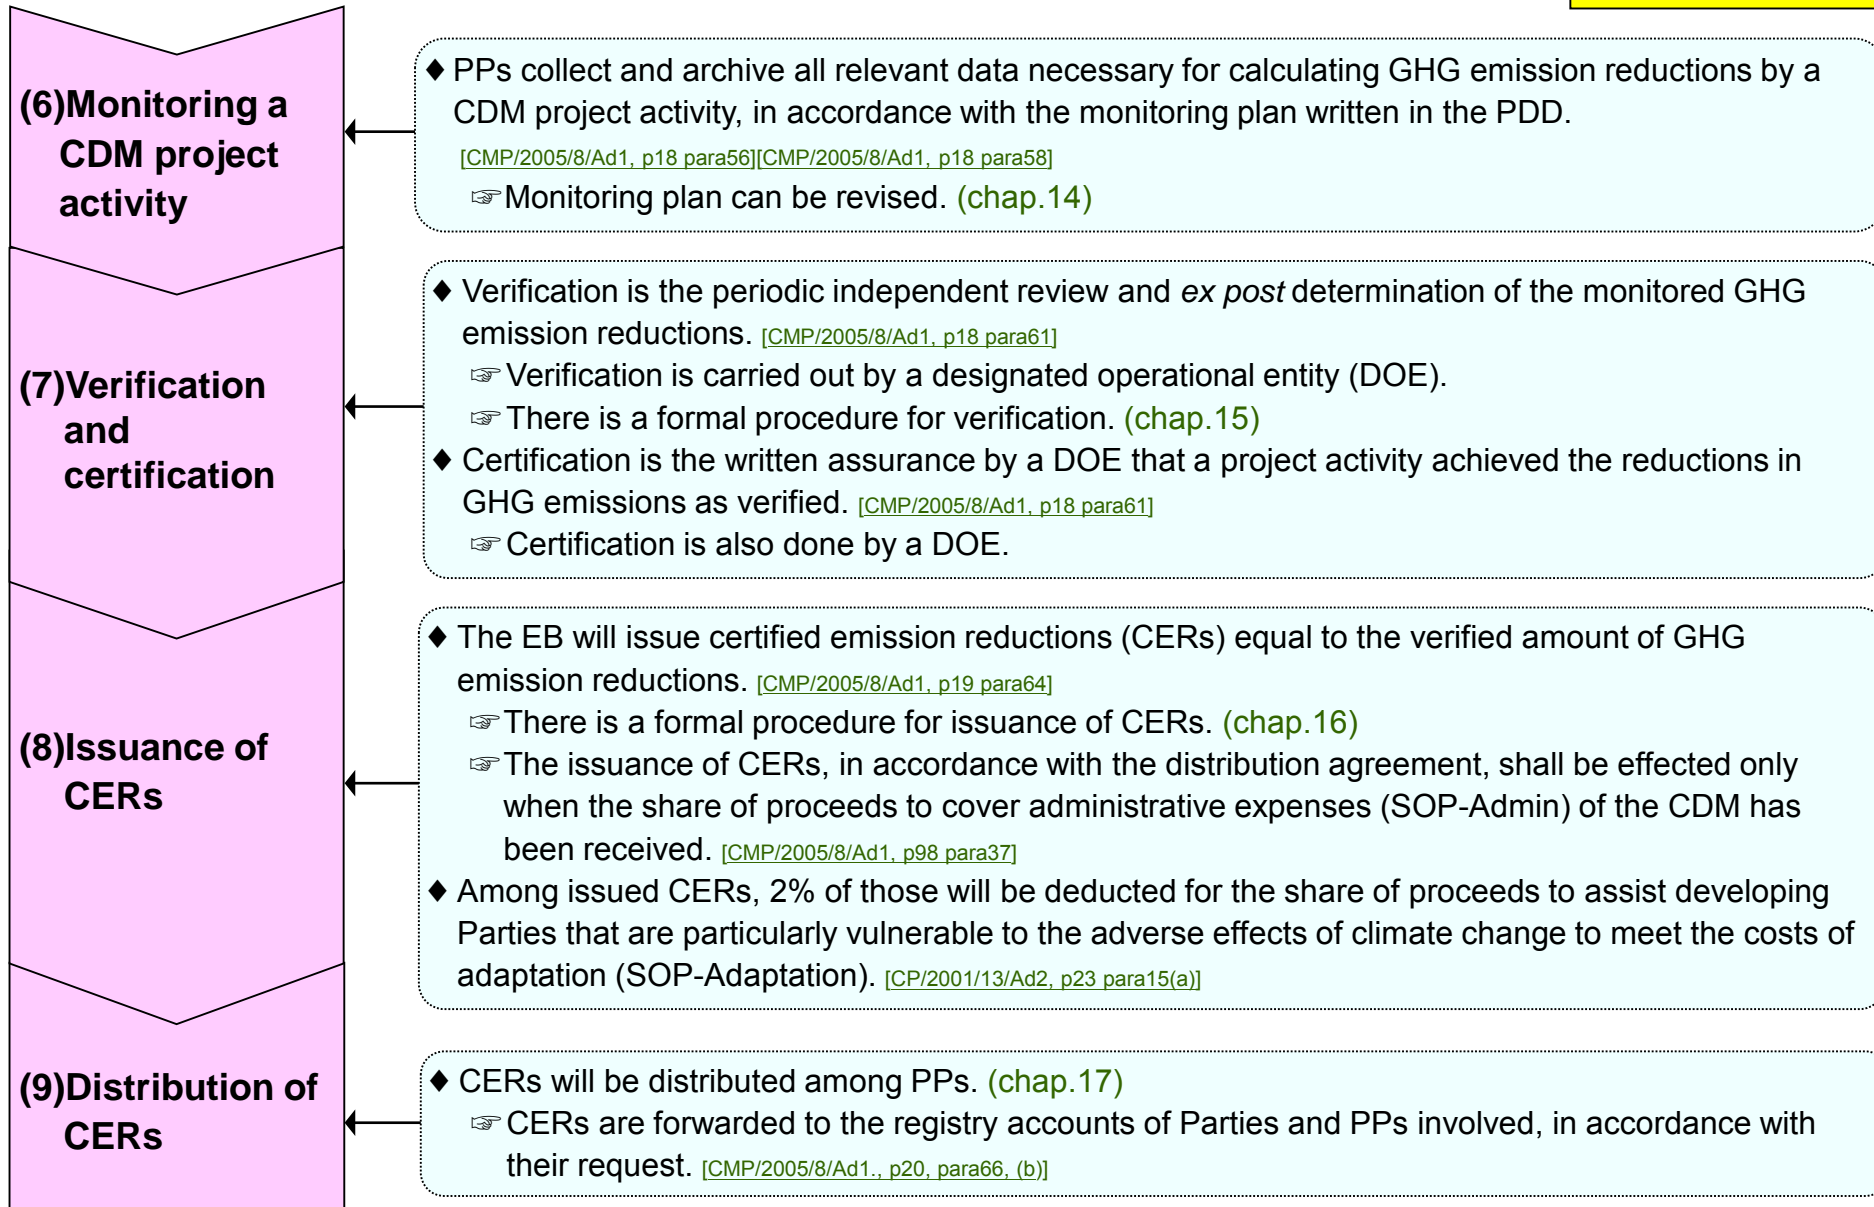 (6)Monitoring a
CDM project
activity
♦ PPs collect and archive all relevant data necessary for calculating GHG emission reductions by a
CDM project activity, in accordance with the monitoring plan written in the PDD.
[CMP/2005/8/Ad1, p18 para56][CMP/2005/8/Ad1, p18 para58]
☞Monitoring plan can be revised. (chap.14)
(7)Verification
and
certification
♦ Verification is the periodic independent review and ex post determination of the monitored GHG
emission reductions. [CMP/2005/8/Ad1, p18 para61]
☞Verification is carried out by a designated operational entity (DOE).
☞There is a formal procedure for verification. (chap.15)
♦ Certification is the written assurance by a DOE that a project activity achieved the reductions in
GHG emissions as verified. [CMP/2005/8/Ad1, p18 para61]
☞Certification is also done by a DOE.
(8)Issuance of
CERs
♦ The EB will issue certified emission reductions (CERs) equal to the verified amount of GHG
emission reductions. [CMP/2005/8/Ad1, p19 para64]
☞There is a formal procedure for issuance of CERs. (chap.16)
☞The issuance of CERs, in accordance with the distribution agreement, shall be effected only
when the share of proceeds to cover administrative expenses (SOP-Admin) of the CDM has
been received. [CMP/2005/8/Ad1, p98 para37]
♦ Among issued CERs, 2% of those will be deducted for the share of proceeds to assist developing
Parties that are particularly vulnerable to the adverse effects of climate change to meet the costs of
adaptation (SOP-Adaptation). [CP/2001/13/Ad2, p23 para15(a)]
(9)Distribution of
CERs
♦ CERs will be distributed among PPs. (chap.17)
☞CERs are forwarded to the registry accounts of Parties and PPs involved, in accordance with
their request. [CMP/2005/8/Ad1., p20, para66, (b)]